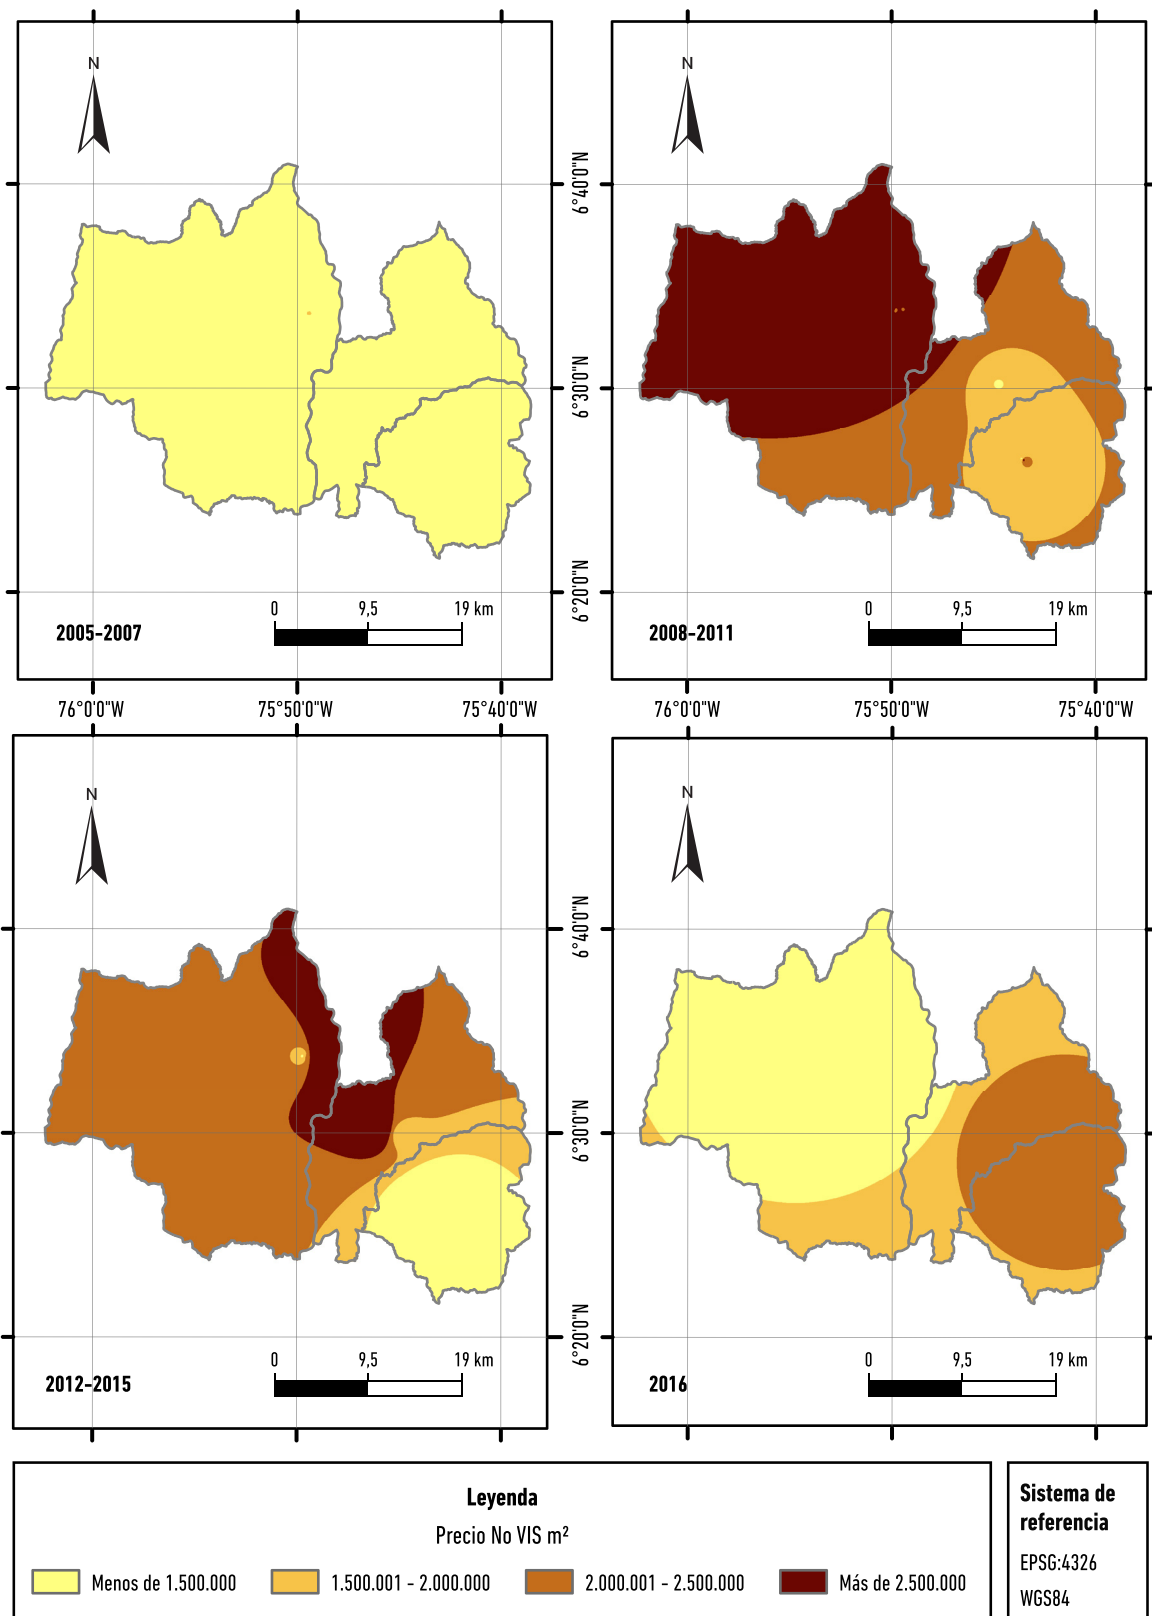 N
N
6°40'0"N
6°30'0"N
6°20'0"N
0 9,5 19 km
2005-2007
0 9,5 19 km
2008-2011
76°0'0"W 75°50'0"W 75°40'0"W
76°0'0"W 75°50'0"W 75°40'0"W
N
N
6°40'0"N
6°30'0"N
6°20'0"N
0 9,5 19 km
2012-2015
0 9,5 19 km
2016
Leyenda
Precio No VIS m²
Menos de 1.500.000
1.500.001 - 2.000.000
2.000.001 - 2.500.000
Más de 2.500.000
Sistema de
referencia
EPSG:4326
WGS84